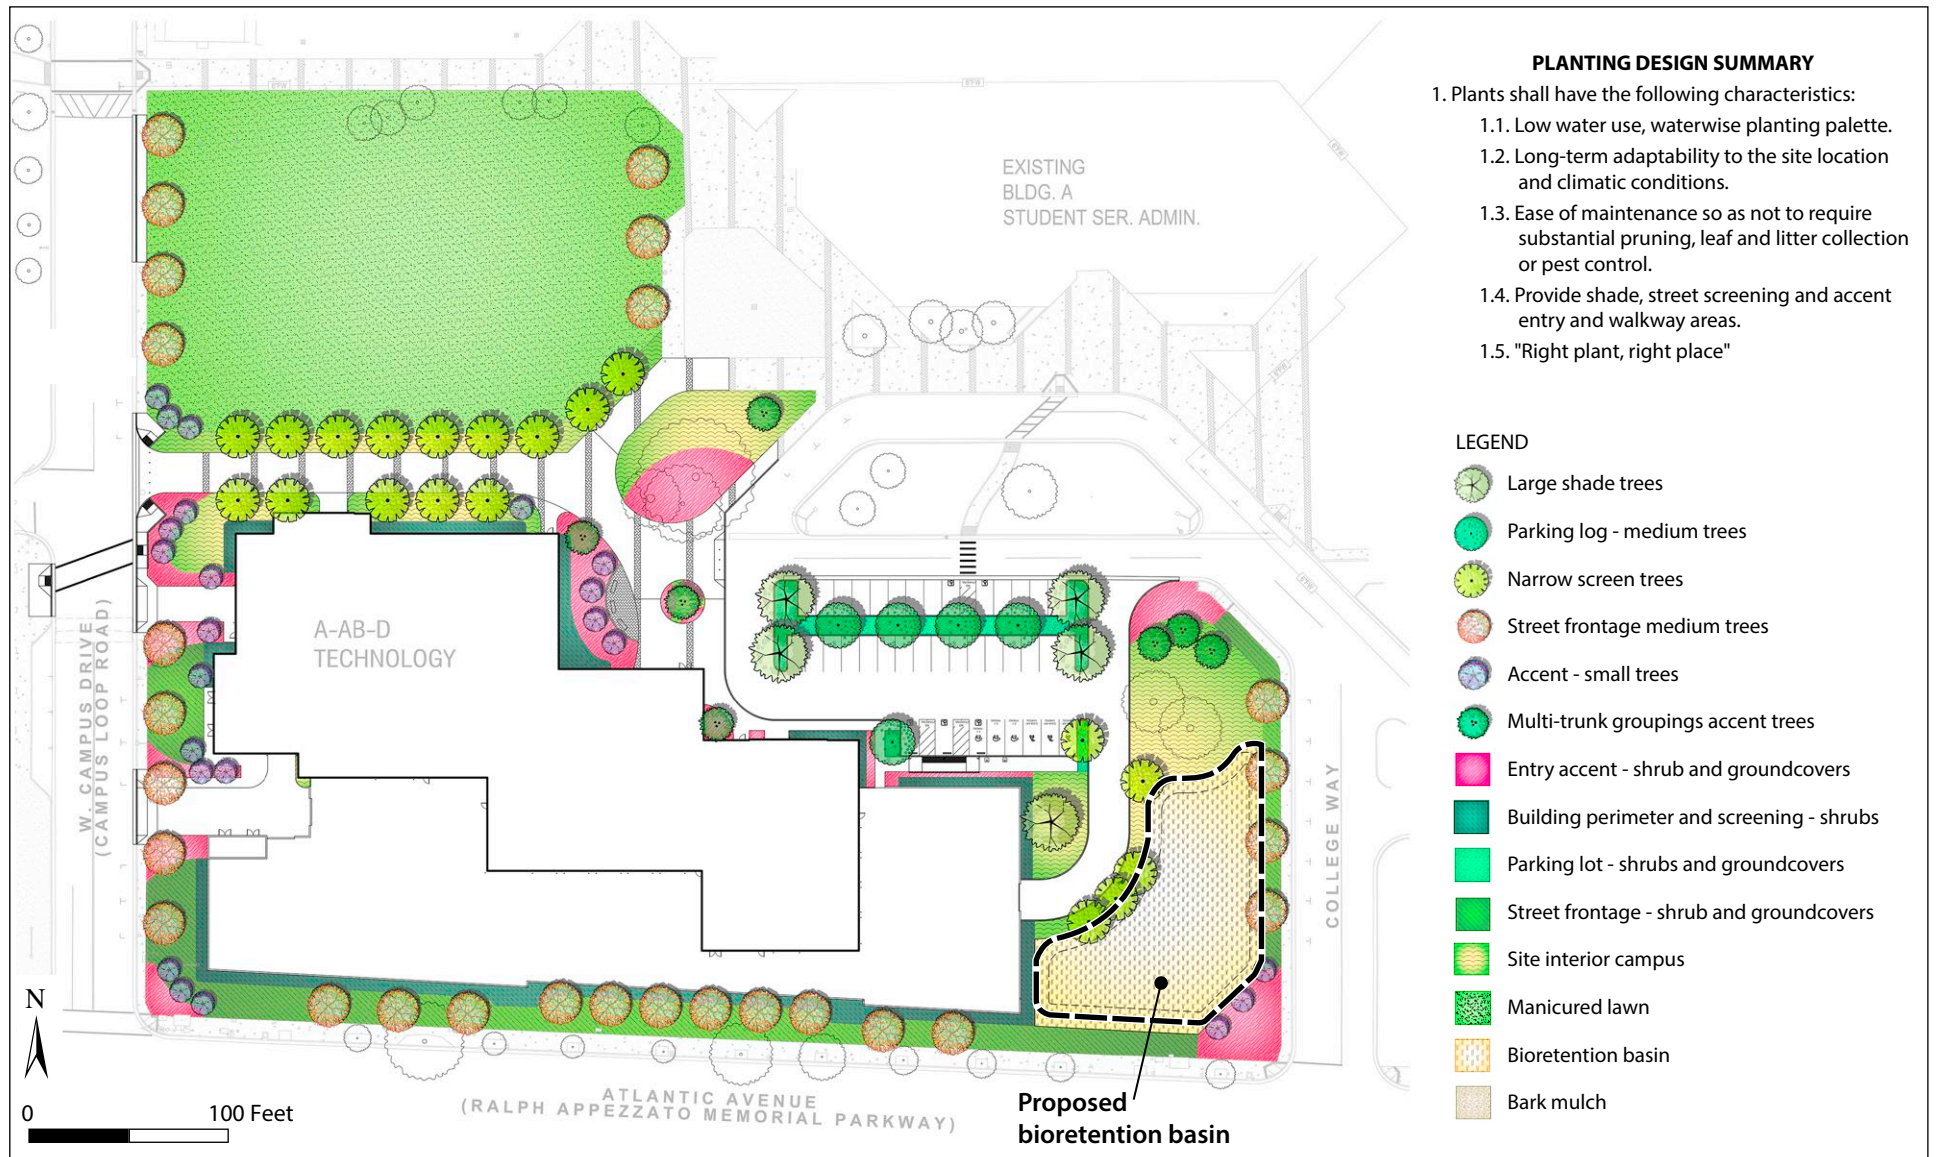 PLANTING DESIGN SUMMARY
1. Plants shall have the following characteristics:
1.1. Low water use, waterwise planting palette.
1.2. Long-term adaptability to the site location
and climatic conditions.
1.3. Ease of maintenance so as not to require
substantial pruning, leaf and litter collection
or pest control.
1.4. Provide shade, street screening and accent
entry and walkway areas.
1.5. "Right plant, right place"
EXISTING
BLDG. A
STUDENT SER. ADMIN.
LEGEND
Large shade trees
Parking log - medium trees
Narrow screen trees
Street frontage medium trees
Accent - small trees
Multi-trunk groupings accent trees
Entry accent - shrub and groundcovers
Building perimeter and screening - shrubs
Parking lot - shrubs and groundcovers
Street frontage - shrub and groundcovers
Site interior campus
Manicured lawn
Bioretention basin
Bark mulch
A-AB-D
TECHNOLOGY
W. CAMPUS DRIVE
(CAMPUS LOOP ROAD)
COLLEGE WAY
N
0 100 Feet
ATLANTIC AVENUE
(RALPH APPEZZATO MEMORIAL PARKWAY)
Proposed
bioretention basin